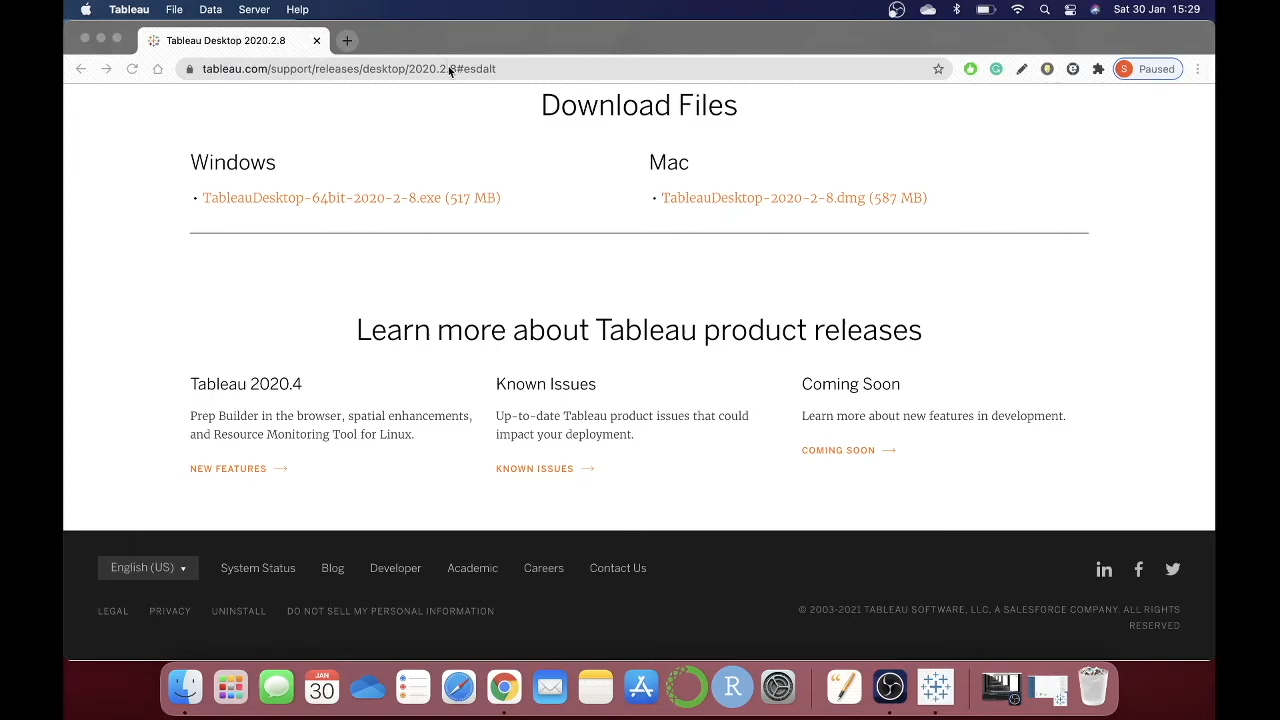 Tableau File Data Server Help Sat 30 Jan 15:29
Tableau Desktop 2020.2.8
tableau.com/support/releases/desktop/2020.2.8#esdalt
S Paused
Download Files
Windows
Mac
• TableauDesktop-64bit-2020-2-8.exe (517 MB)
• TableauDesktop-2020-2-8.dmg (587 MB)
Learn more about Tableau product releases
Tableau 2020.4
Prep Builder in the browser, spatial enhancements,
and Resource Monitoring Tool for Linux.
NEW FEATURES
Known Issues
Up-to-date Tableau product issues that could
impact your deployment.
KNOWN ISSUES
Coming Soon
Learn more about new features in development.
COMING SOON
English (US)
System Status Blog Developer Academic Careers Contact Us
in f
LEGAL PRIVACY UNINSTALL DO NOT SELL MY PERSONAL INFORMATION
© 2003-2021 TABLEAU SOFTWARE, LLC. A SALESFORCE COMPANY. ALL RIGHTS
RESERVED
JAN
30
R